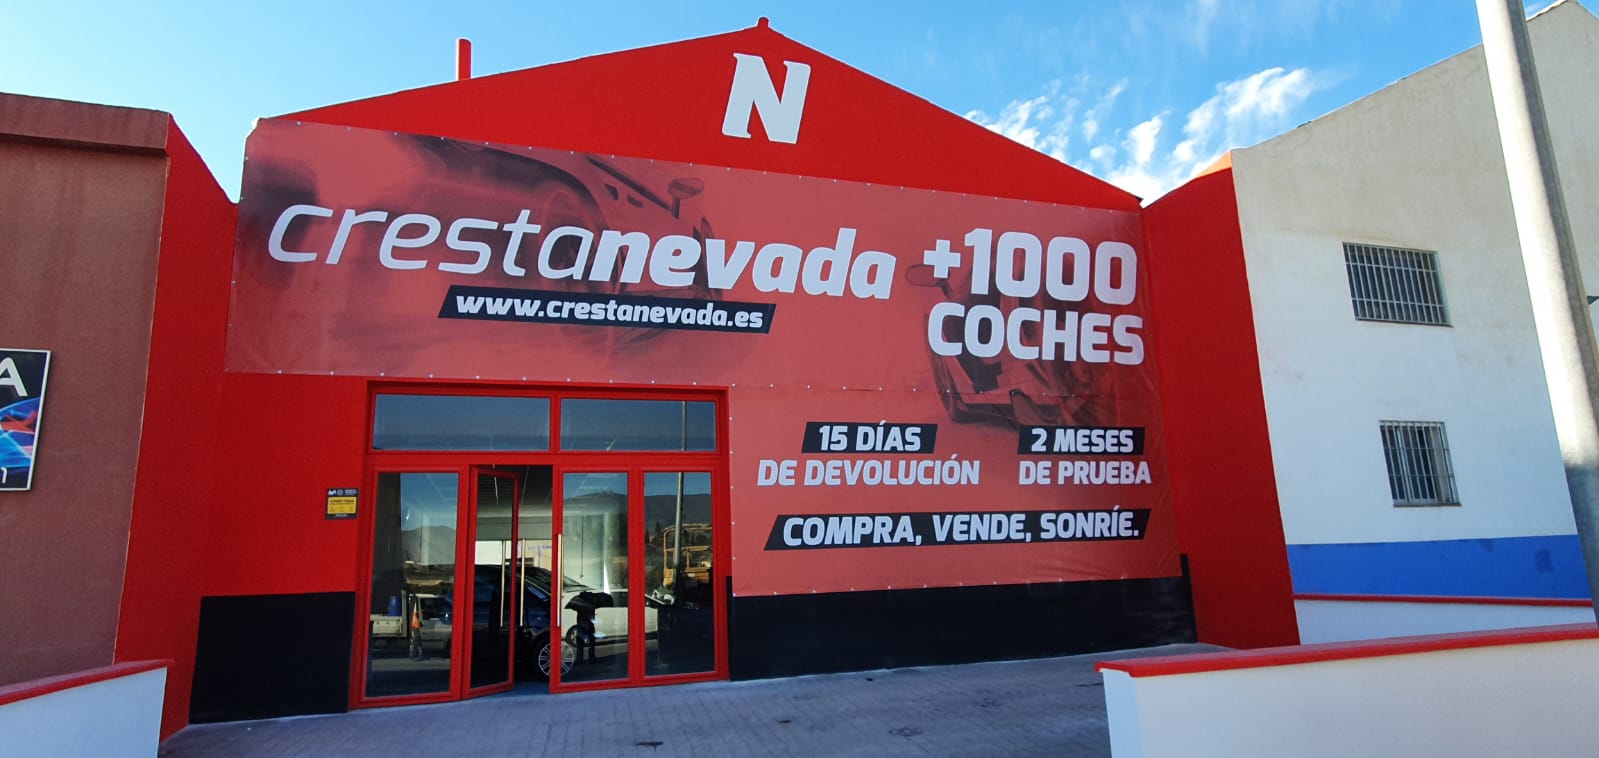 N
crestanevada
www.crestanevada.es
+1000
COCHES
15 DÍAS
DE DEVOLUCIÓN
2 MESES
DE PRUEBA
COMPRA, VENDE, SONRÍE.
A